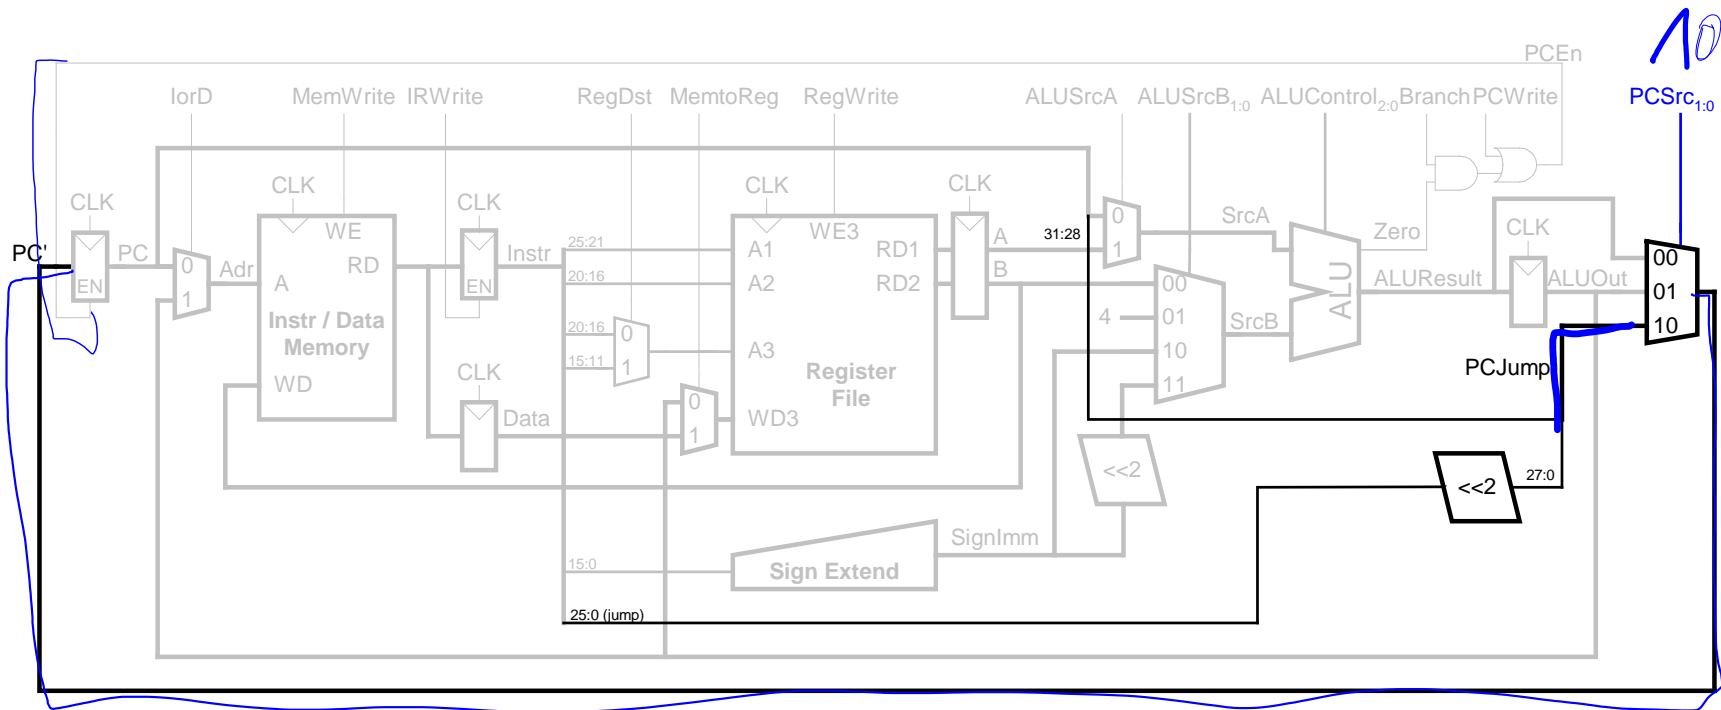 10
PCEn
IorD MemWrite IRWrite RegDst MemtoReg RegWrite ALUSrcA ALUSrcB1:0 ALUControl2:0 Branch PCWrite PCSrc1:0
CLK CLK CLK CLK CLK
PC' PC EN
0 1 Adr
WE RD A
Instr / Data
Memory
WD
EN Instr
CLK
Data
25:21
20:16
20:16
15:11
0 1
0 1
A1 WE3 RD1
A2 RD2
A3
Register
File
WD3
A
B
31:28
0 1
SrcA
00
4 01
10
11
SrcB
ALU
Zero
ALUResult
CLK
ALUOut
00
01
10
PCJump
<<2
<<2
27:0
SignImm
15:0
Sign Extend
25:0 (jump)